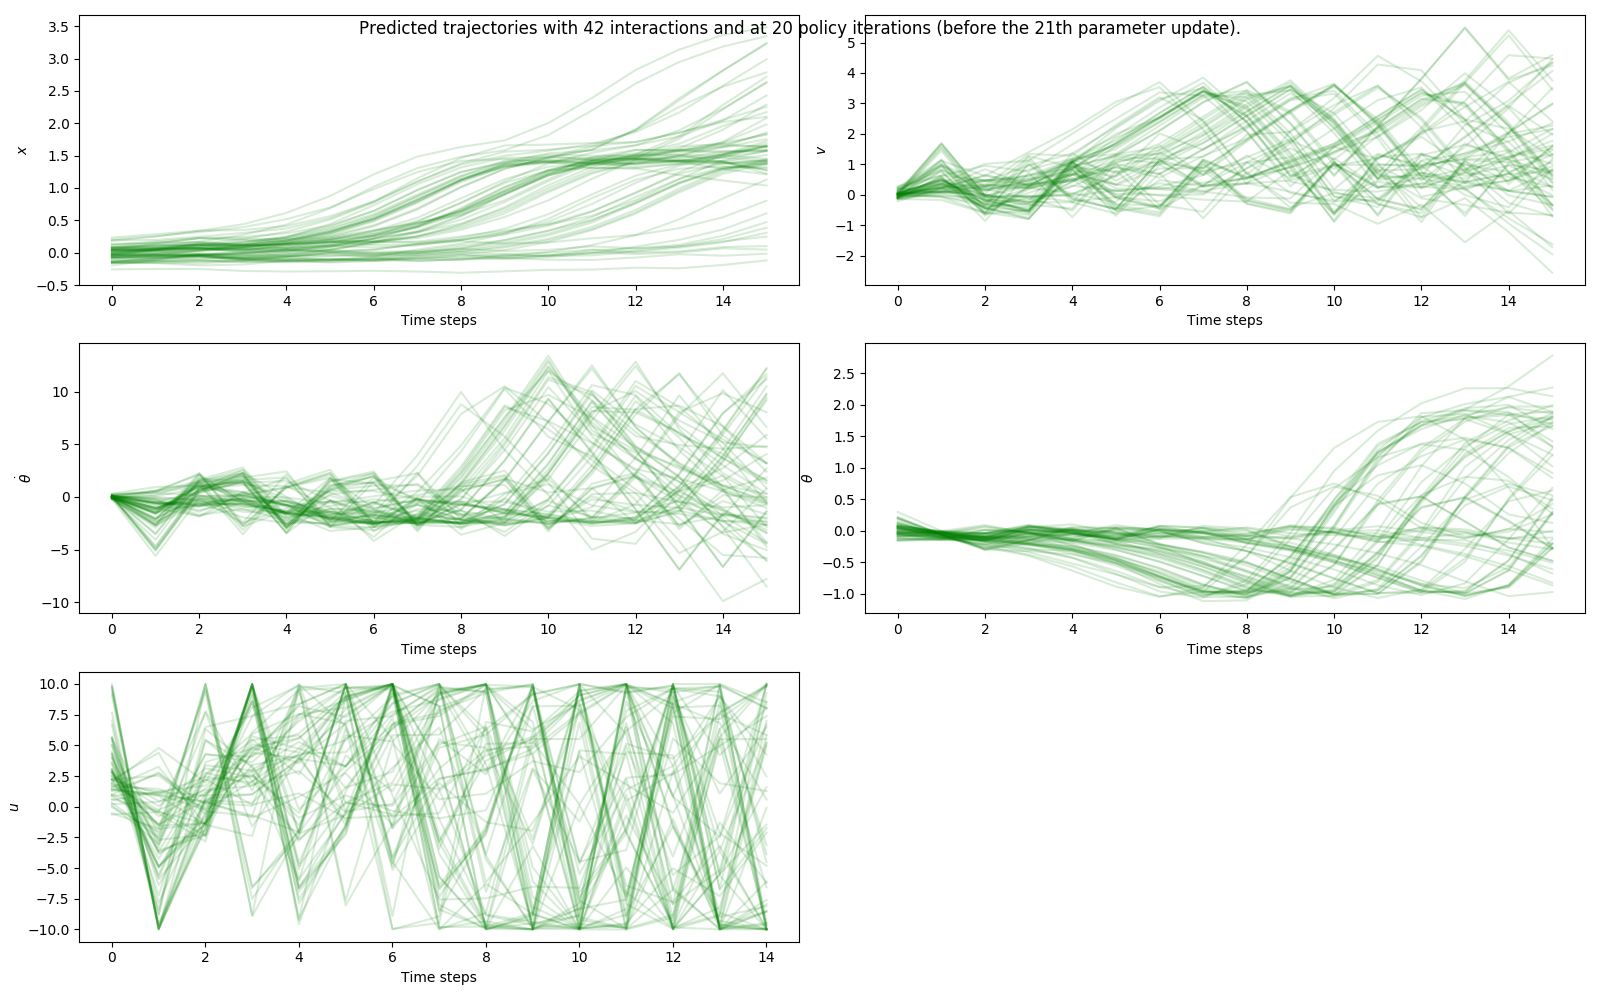 Predicted trajectories with 42 interactions and at 20 policy iterations (before the 21th parameter update).
3.5
3.0
2.5
2.0
1.5
1.0
0.5
0.0
−0.5
x
0 2 4 6 8 10 12 14
Time steps
5
4
3
2
1
0
−1
−2
v
0 2 4 6 8 10 12 14
Time steps
10
5
0
−5
−10
θ̇
0 2 4 6 8 10 12 14
Time steps
2.5
2.0
1.5
1.0
0.5
0.0
−0.5
−1.0
θ
0 2 4 6 8 10 12 14
Time steps
10.0
7.5
5.0
2.5
0.0
−2.5
−5.0
−7.5
−10.0
u
0 2 4 6 8 10 12 14
Time steps